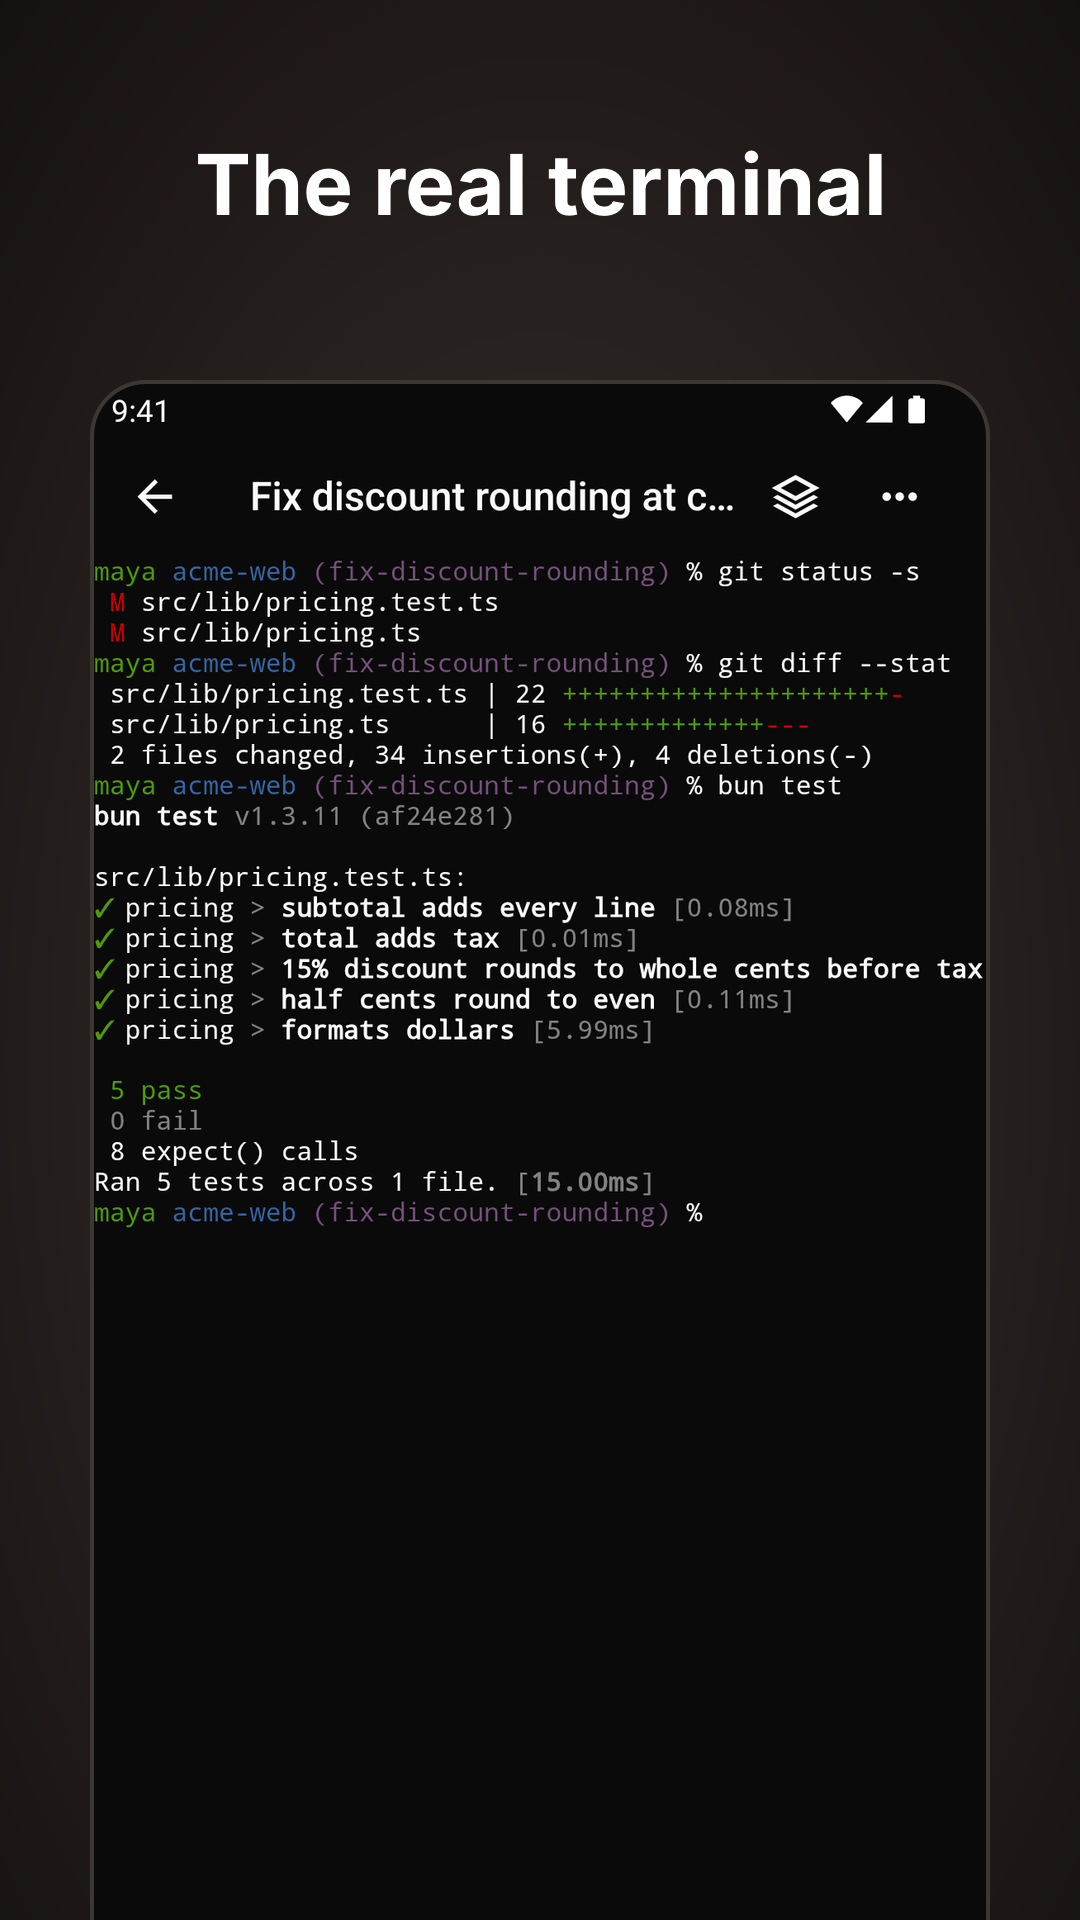 The real terminal
9:41
Fix discount rounding at c...
maya acme-web (fix-discount-rounding) % git status -s
 M src/lib/pricing.test.ts
 M src/lib/pricing.ts
maya acme-web (fix-discount-rounding) % git diff --stat
 src/lib/pricing.test.ts | 22 +++++++++++++++++++++-
 src/lib/pricing.ts      | 16 +++++++++++++---
 2 files changed, 34 insertions(+), 4 deletions(-)
maya acme-web (fix-discount-rounding) % bun test
bun test v1.3.11 (af24e281)
src/lib/pricing.test.ts:
✓ pricing > subtotal adds every line [0.08ms]
✓ pricing > total adds tax [0.01ms]
✓ pricing > 15% discount rounds to whole cents before tax
✓ pricing > half cents round to even [0.11ms]
✓ pricing > formats dollars [5.99ms]
 5 pass
 0 fail
 8 expect() calls
Ran 5 tests across 1 file. [15.00ms]
maya acme-web (fix-discount-rounding) %